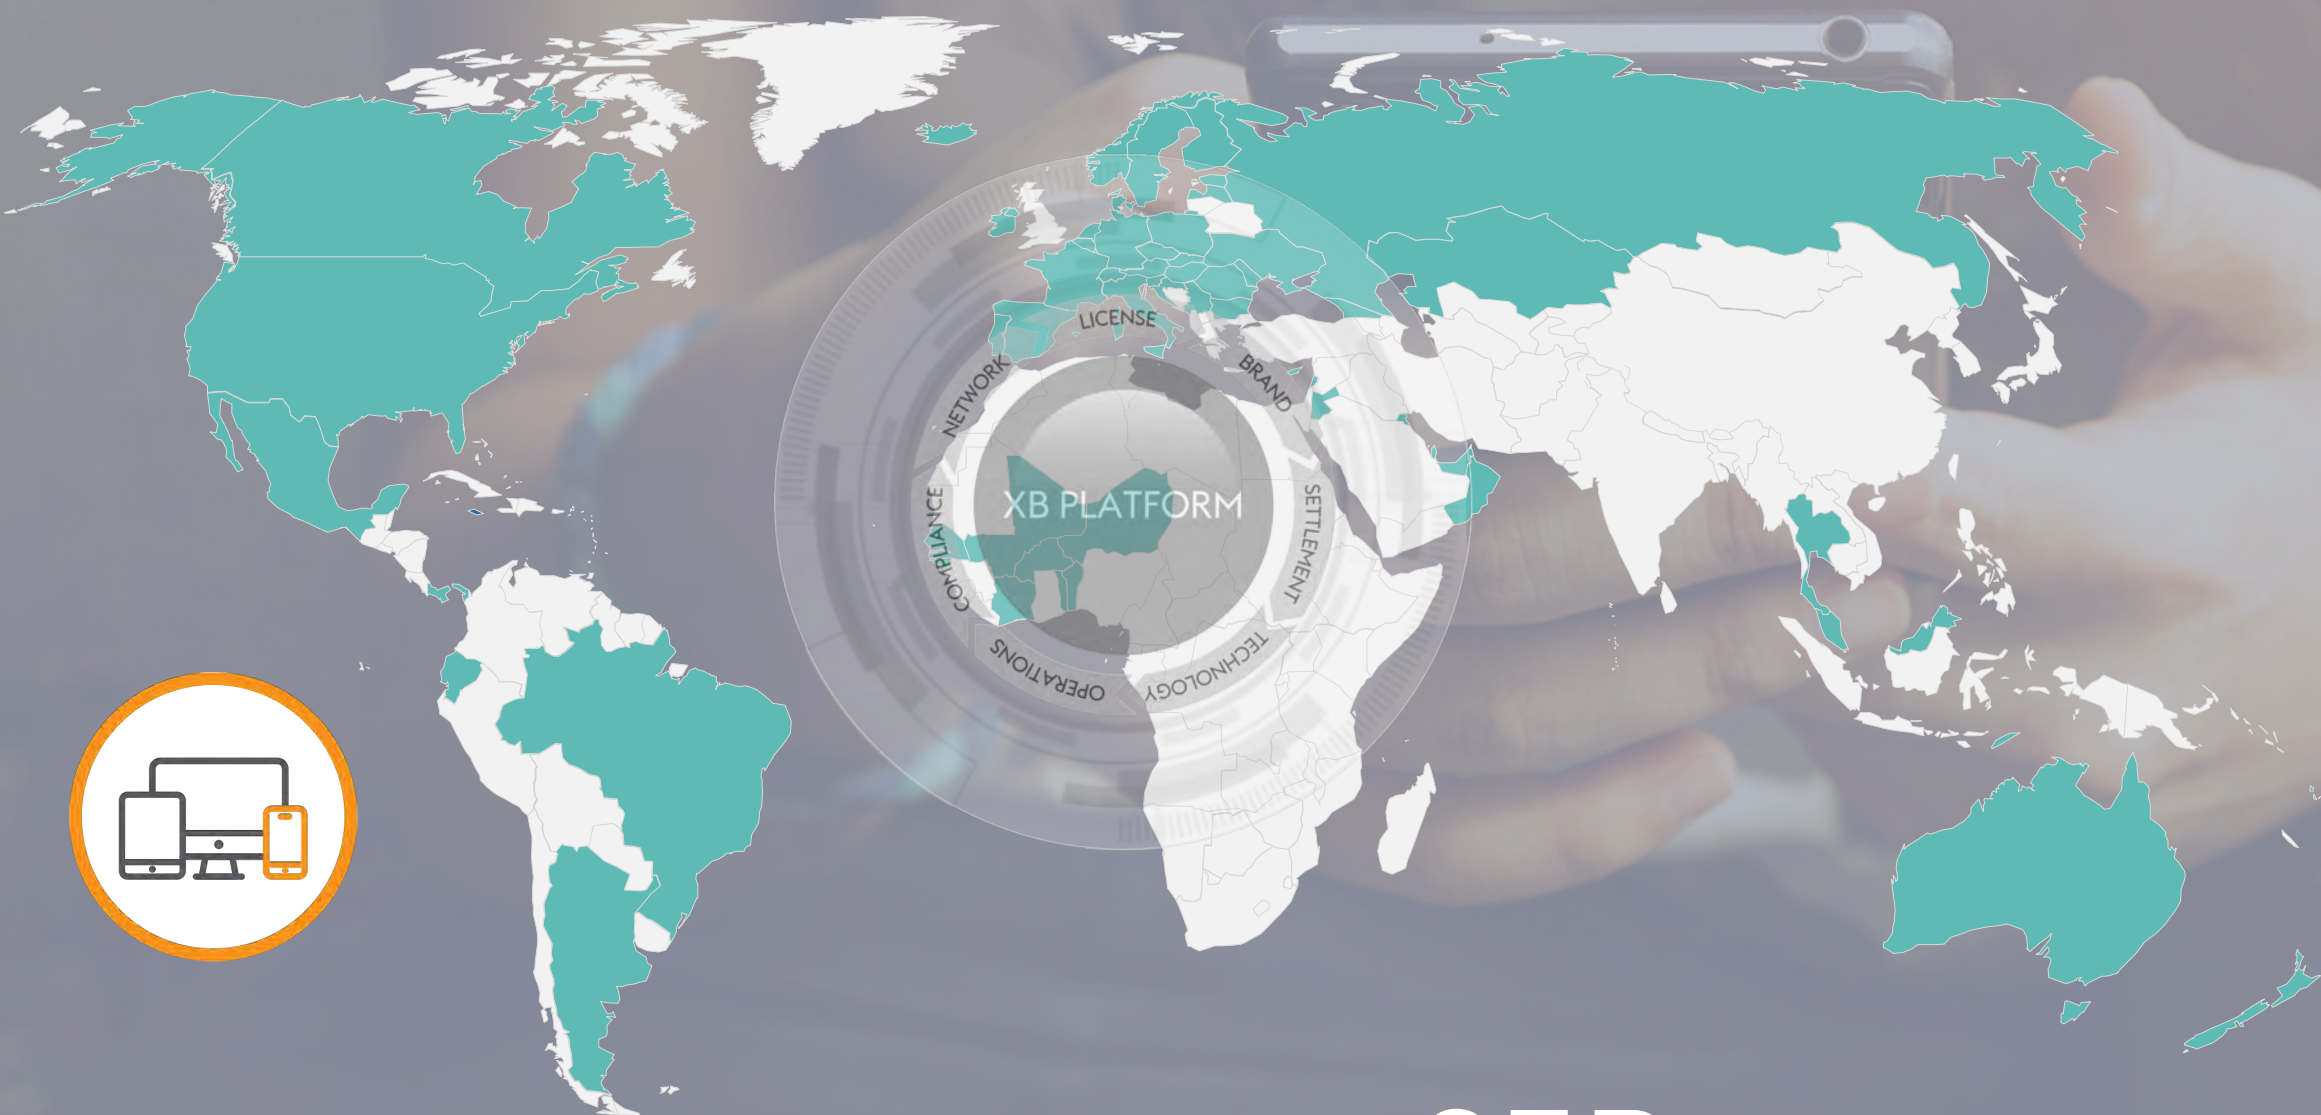 LICENSE
BRAND
NETWORK
XB PLATFORM
SETTLEMENT
COMPLIANCE
TECHNOLOGY
OPERATIONS